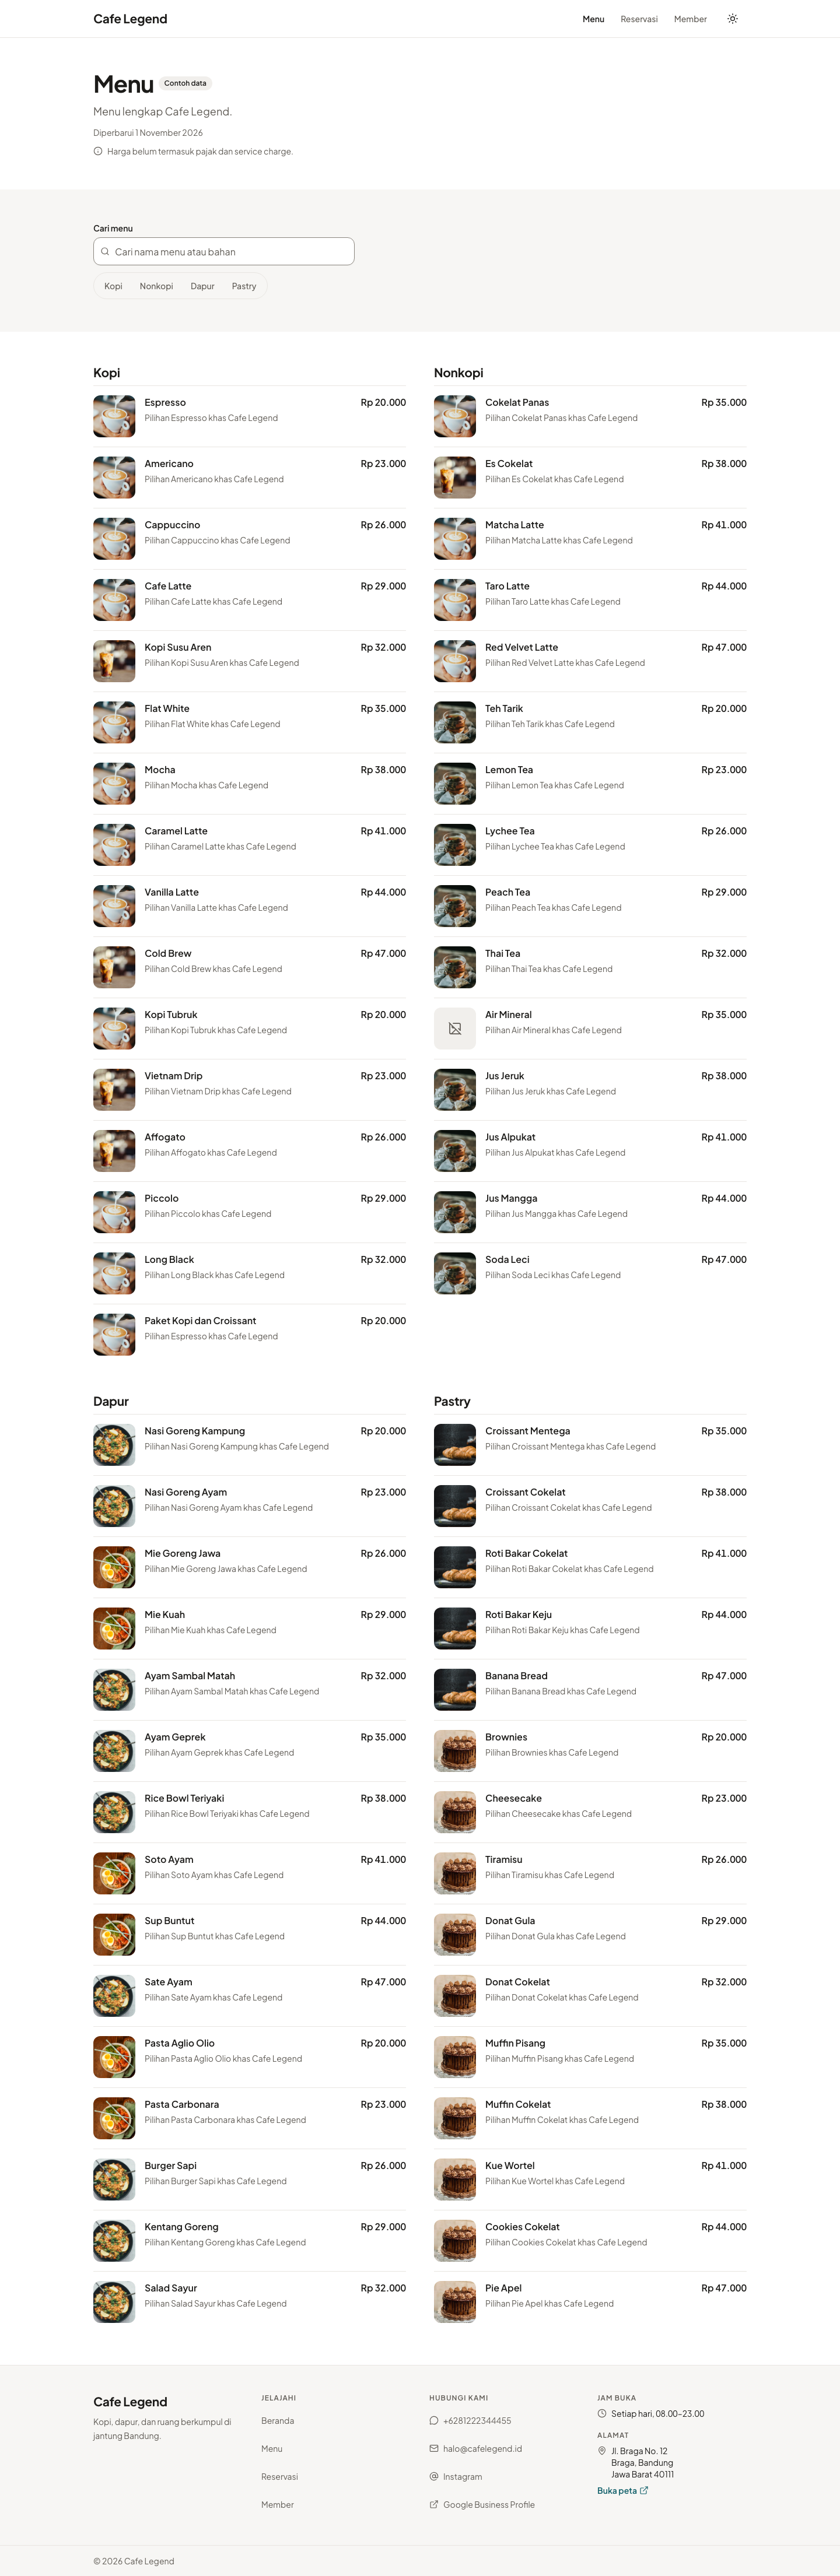 Cafe Legend
Menu
Reservasi
Member
Menu
Contoh data
Menu lengkap Cafe Legend.
Diperbarui 1 November 2026
Harga belum termasuk pajak dan service charge.
Cari menu
Cari nama menu atau bahan
Kopi
Nonkopi
Dapur
Pastry
Kopi
Espresso Rp 20.000
Pilihan Espresso khas Cafe Legend
Americano Rp 23.000
Pilihan Americano khas Cafe Legend
Cappuccino Rp 26.000
Pilihan Cappuccino khas Cafe Legend
Cafe Latte Rp 29.000
Pilihan Cafe Latte khas Cafe Legend
Kopi Susu Aren Rp 32.000
Pilihan Kopi Susu Aren khas Cafe Legend
Flat White Rp 35.000
Pilihan Flat White khas Cafe Legend
Mocha Rp 38.000
Pilihan Mocha khas Cafe Legend
Caramel Latte Rp 41.000
Pilihan Caramel Latte khas Cafe Legend
Vanilla Latte Rp 44.000
Pilihan Vanilla Latte khas Cafe Legend
Cold Brew Rp 47.000
Pilihan Cold Brew khas Cafe Legend
Kopi Tubruk Rp 20.000
Pilihan Kopi Tubruk khas Cafe Legend
Vietnam Drip Rp 23.000
Pilihan Vietnam Drip khas Cafe Legend
Affogato Rp 26.000
Pilihan Affogato khas Cafe Legend
Piccolo Rp 29.000
Pilihan Piccolo khas Cafe Legend
Long Black Rp 32.000
Pilihan Long Black khas Cafe Legend
Paket Kopi dan Croissant Rp 20.000
Pilihan Espresso khas Cafe Legend
Nonkopi
Cokelat Panas Rp 35.000
Pilihan Cokelat Panas khas Cafe Legend
Es Cokelat Rp 38.000
Pilihan Es Cokelat khas Cafe Legend
Matcha Latte Rp 41.000
Pilihan Matcha Latte khas Cafe Legend
Taro Latte Rp 44.000
Pilihan Taro Latte khas Cafe Legend
Red Velvet Latte Rp 47.000
Pilihan Red Velvet Latte khas Cafe Legend
Teh Tarik Rp 20.000
Pilihan Teh Tarik khas Cafe Legend
Lemon Tea Rp 23.000
Pilihan Lemon Tea khas Cafe Legend
Lychee Tea Rp 26.000
Pilihan Lychee Tea khas Cafe Legend
Peach Tea Rp 29.000
Pilihan Peach Tea khas Cafe Legend
Thai Tea Rp 32.000
Pilihan Thai Tea khas Cafe Legend
Air Mineral Rp 35.000
Pilihan Air Mineral khas Cafe Legend
Jus Jeruk Rp 38.000
Pilihan Jus Jeruk khas Cafe Legend
Jus Alpukat Rp 41.000
Pilihan Jus Alpukat khas Cafe Legend
Jus Mangga Rp 44.000
Pilihan Jus Mangga khas Cafe Legend
Soda Leci Rp 47.000
Pilihan Soda Leci khas Cafe Legend
Dapur
Nasi Goreng Kampung Rp 20.000
Pilihan Nasi Goreng Kampung khas Cafe Legend
Nasi Goreng Ayam Rp 23.000
Pilihan Nasi Goreng Ayam khas Cafe Legend
Mie Goreng Jawa Rp 26.000
Pilihan Mie Goreng Jawa khas Cafe Legend
Mie Kuah Rp 29.000
Pilihan Mie Kuah khas Cafe Legend
Ayam Sambal Matah Rp 32.000
Pilihan Ayam Sambal Matah khas Cafe Legend
Ayam Geprek Rp 35.000
Pilihan Ayam Geprek khas Cafe Legend
Rice Bowl Teriyaki Rp 38.000
Pilihan Rice Bowl Teriyaki khas Cafe Legend
Soto Ayam Rp 41.000
Pilihan Soto Ayam khas Cafe Legend
Sup Buntut Rp 44.000
Pilihan Sup Buntut khas Cafe Legend
Sate Ayam Rp 47.000
Pilihan Sate Ayam khas Cafe Legend
Pasta Aglio Olio Rp 20.000
Pilihan Pasta Aglio Olio khas Cafe Legend
Pasta Carbonara Rp 23.000
Pilihan Pasta Carbonara khas Cafe Legend
Burger Sapi Rp 26.000
Pilihan Burger Sapi khas Cafe Legend
Kentang Goreng Rp 29.000
Pilihan Kentang Goreng khas Cafe Legend
Salad Sayur Rp 32.000
Pilihan Salad Sayur khas Cafe Legend
Pastry
Croissant Mentega Rp 35.000
Pilihan Croissant Mentega khas Cafe Legend
Croissant Cokelat Rp 38.000
Pilihan Croissant Cokelat khas Cafe Legend
Roti Bakar Cokelat Rp 41.000
Pilihan Roti Bakar Cokelat khas Cafe Legend
Roti Bakar Keju Rp 44.000
Pilihan Roti Bakar Keju khas Cafe Legend
Banana Bread Rp 47.000
Pilihan Banana Bread khas Cafe Legend
Brownies Rp 20.000
Pilihan Brownies khas Cafe Legend
Cheesecake Rp 23.000
Pilihan Cheesecake khas Cafe Legend
Tiramisu Rp 26.000
Pilihan Tiramisu khas Cafe Legend
Donat Gula Rp 29.000
Pilihan Donat Gula khas Cafe Legend
Donat Cokelat Rp 32.000
Pilihan Donat Cokelat khas Cafe Legend
Muffin Pisang Rp 35.000
Pilihan Muffin Pisang khas Cafe Legend
Muffin Cokelat Rp 38.000
Pilihan Muffin Cokelat khas Cafe Legend
Kue Wortel Rp 41.000
Pilihan Kue Wortel khas Cafe Legend
Cookies Cokelat Rp 44.000
Pilihan Cookies Cokelat khas Cafe Legend
Pie Apel Rp 47.000
Pilihan Pie Apel khas Cafe Legend
Cafe Legend
Kopi, dapur, dan ruang berkumpul di
jantung Bandung.
JELAJAHI
Beranda
Menu
Reservasi
Member
HUBUNGI KAMI
+6281222344455
halo@cafelegend.id
Instagram
Google Business Profile
JAM BUKA
Setiap hari, 08.00–23.00
ALAMAT
Jl. Braga No. 12
Braga, Bandung
Jawa Barat 40111
Buka peta
© 2026 Cafe Legend